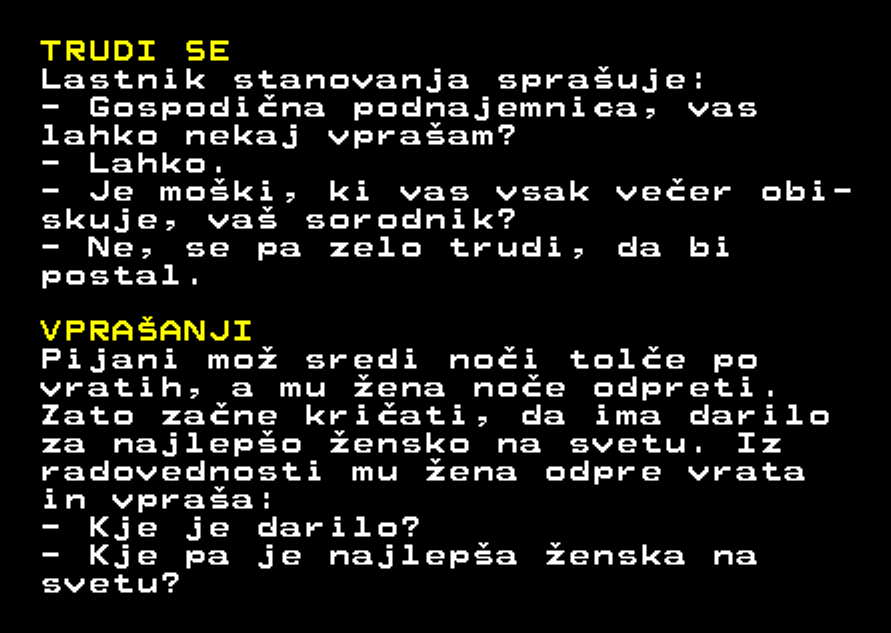 TRUDI SE
Lastnik stanovanja sprašuje:
- Gospodična podnajemnica, vas
lahko nekaj vprašam?
- Lahko.
- Je moški, ki vas vsak večer obi-
skuje, vaš sorodnik?
- Ne, se pa zelo trudi, da bi
postal.
VPRAŠANJI
Pijani mož sredi noči tolče po
vratih, a mu žena noče odpreti.
Zato začne kričati, da ima darilo
za najlepšo žensko na svetu. Iz
radovednosti mu žena odpre vrata
in vpraša:
- Kje je darilo?
- Kje pa je najlepša ženska na
svetu?